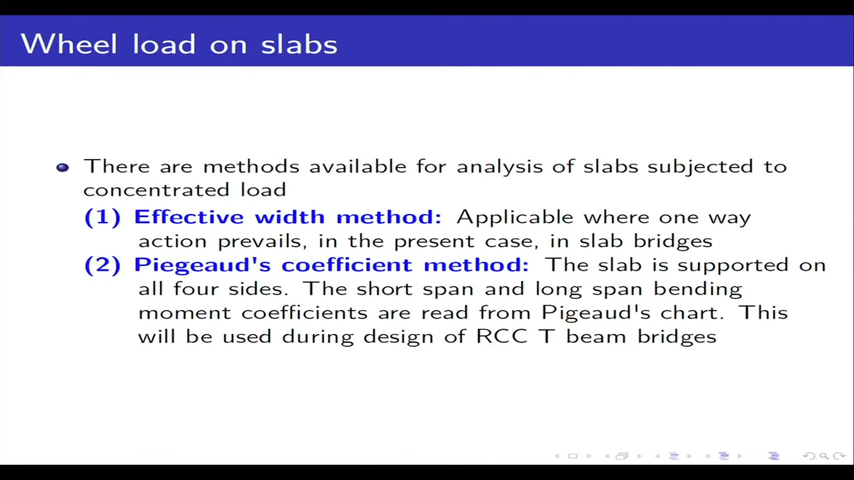 Wheel load on slabs
There are methods available for analysis of slabs subjected to
concentrated load
(1) Effective width method: Applicable where one way
action prevails, in the present case, in slab bridges
(2) Piegeaud's coefficient method: The slab is supported on
all four sides. The short span and long span bending
moment coefficients are read from Pigeaud's chart. This
will be used during design of RCC T beam bridges